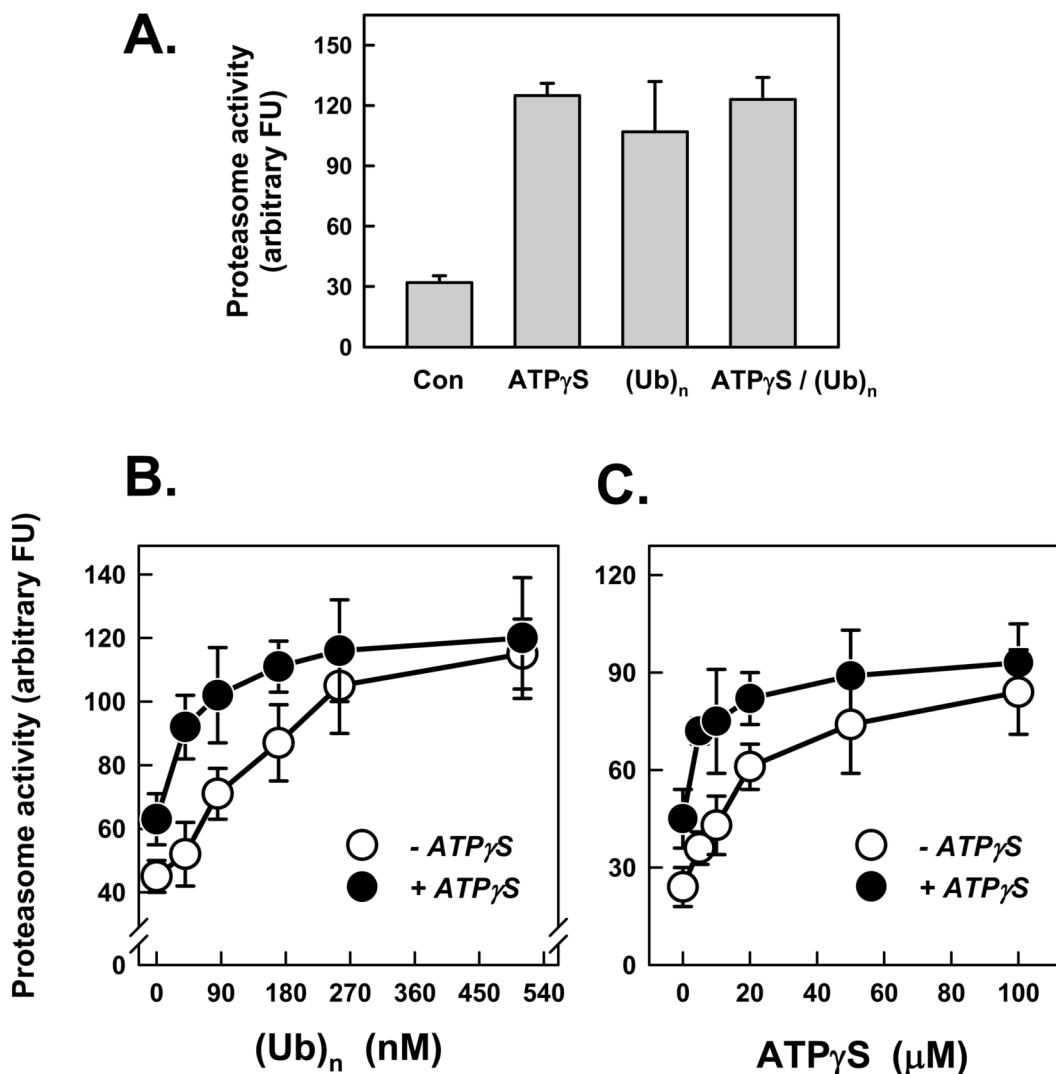 A.
Proteasome activity
(arbitrary FU)
150
120
90
60
30
0
Con
ATPγS
(Ub)n
ATPγS / (Ub)n
B.
Proteasome activity (arbitrary FU)
140
120
100
80
60
40
0
- ATPγS
+ ATPγS
0 90 180 270 360 450 540
(Ub)n (nM)
C.
120
90
60
30
0
- ATPγS
+ ATPγS
0 20 40 60 80 100
ATPγS (μM)